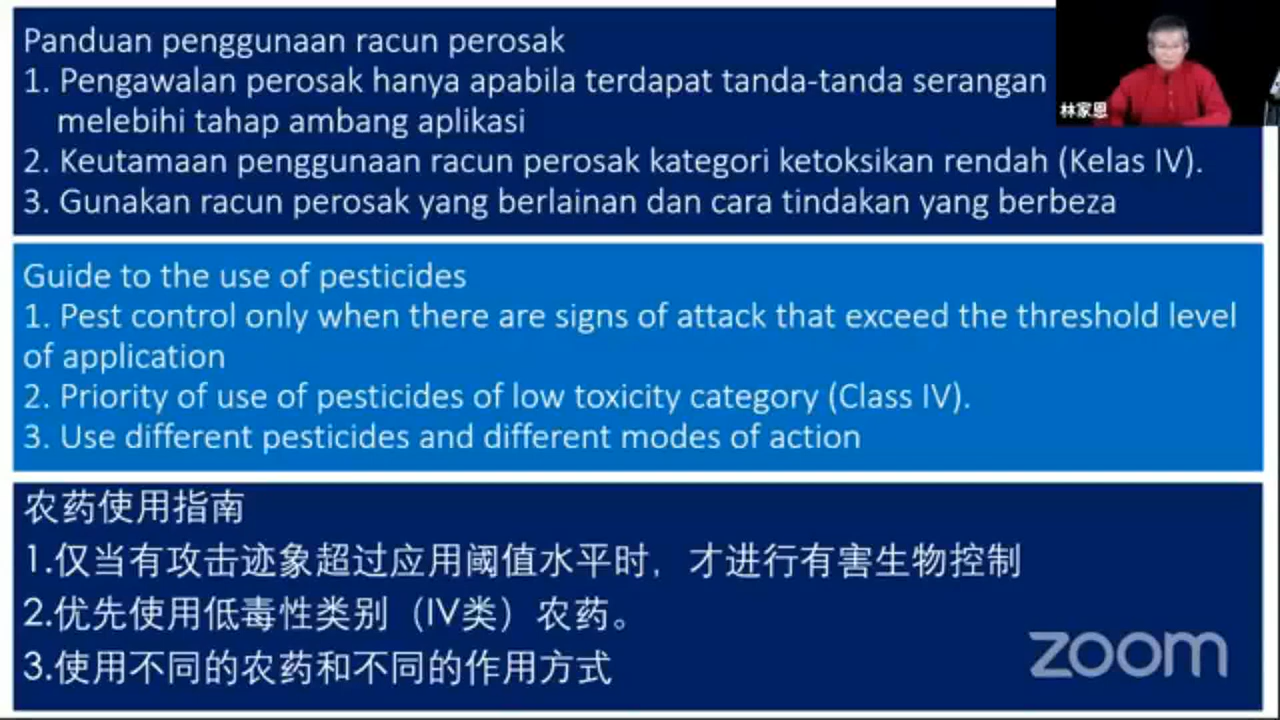 Panduan penggunaan racun perosak
1. Pengawalan perosak hanya apabila terdapat tanda-tanda serangan
melebihi tahap ambang aplikasi
2. Keutamaan penggunaan racun perosak kategori ketoksikan rendah (Kelas IV).
3. Gunakan racun perosak yang berlainan dan cara tindakan yang berbeza
林家恩
Guide to the use of pesticides
1. Pest control only when there are signs of attack that exceed the threshold level
of application
2. Priority of use of pesticides of low toxicity category (Class IV).
3. Use different pesticides and different modes of action
农药使用指南
1.仅当有攻击迹象超过应用阈值水平时，才进行有害生物控制
2.优先使用低毒性类别（IV类）农药。
3.使用不同的农药和不同的作用方式
zoom